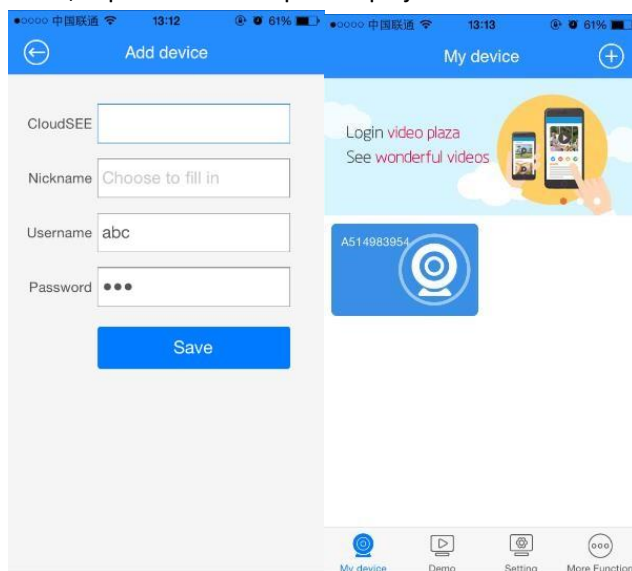 中国联通 13:12 61%
Add device
CloudSEE
Nickname Choose to fill in
Username abc
Password •••
Save
中国联通 13:13 61%
My device
Login video plaza
See wonderful videos
A514983954
My device Demo Setting More Function